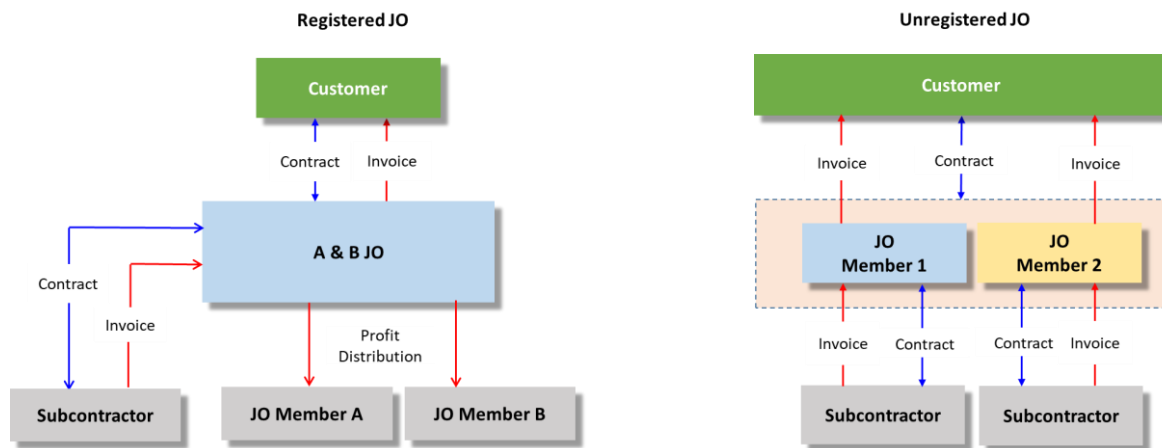 Registered JO
Customer
Contract
Invoice
A & B JO
Contract
Invoice
Profit
Distribution
Subcontractor
JO Member A
JO Member B
Unregistered JO
Customer
Invoice
Contract
Invoice
JO
Member 1
JO
Member 2
Invoice
Contract
Contract
Invoice
Subcontractor
Subcontractor